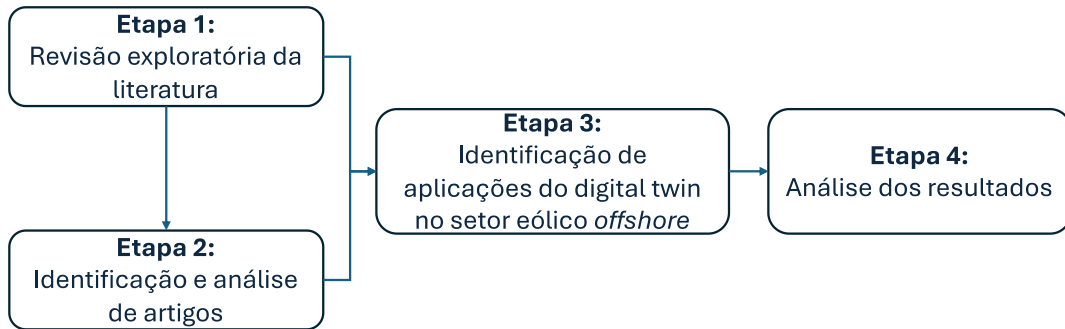 Etapa 1:
Revisão exploratória da
literatura
Etapa 2:
Identificação e análise
de artigos
Etapa 3:
Identificação de
aplicações do digital twin
no setor eólico offshore
Etapa 4:
Análise dos resultados